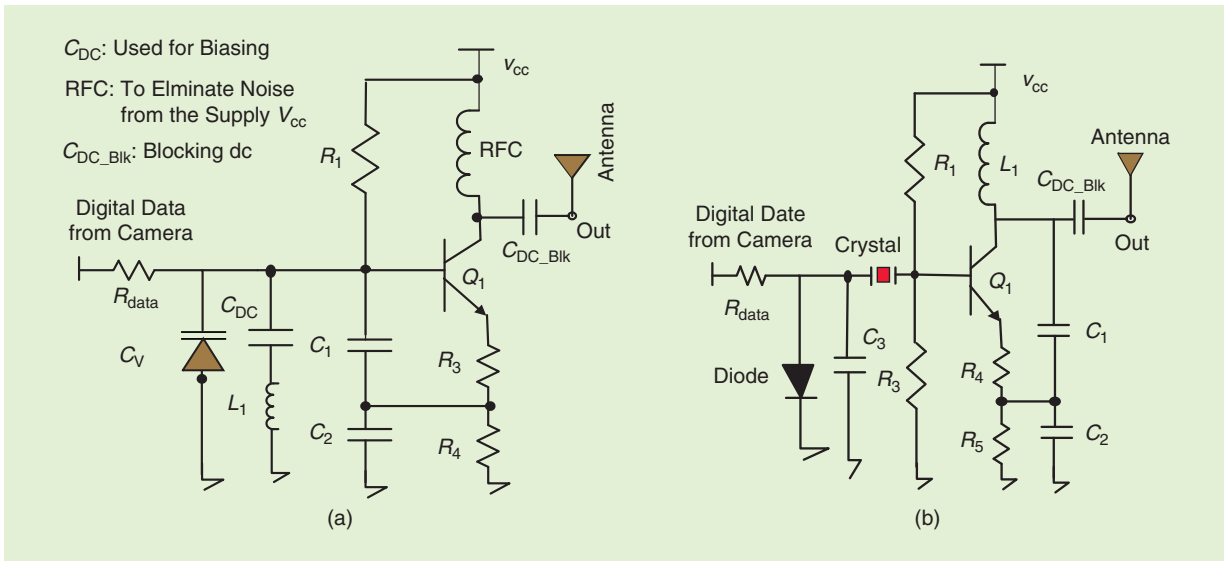 C_DC: Used for Biasing
RFC: To Elminate Noise
from the Supply V_cc
C_DC_Blk: Blocking dc
Digital Data
from Camera
R_data
C_V
C_DC
L_1
R_1
C_1
C_2
v_cc
RFC
Q_1
R_3
R_4
C_DC_Blk
Out
Antenna
(a)
Digital Date
from Camera
R_data
Diode
C_3
Crystal
R_1
R_3
v_cc
L_1
Q_1
R_4
R_5
C_1
C_2
C_DC_Blk
Antenna
Out
(b)